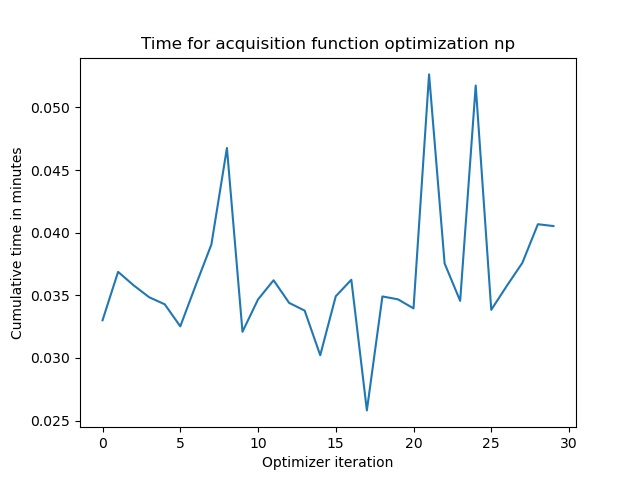 Time for acquisition function optimization np
Cumulative time in minutes
0.050
0.045
0.040
0.035
0.030
0.025
0 5 10 15 20 25 30
Optimizer iteration